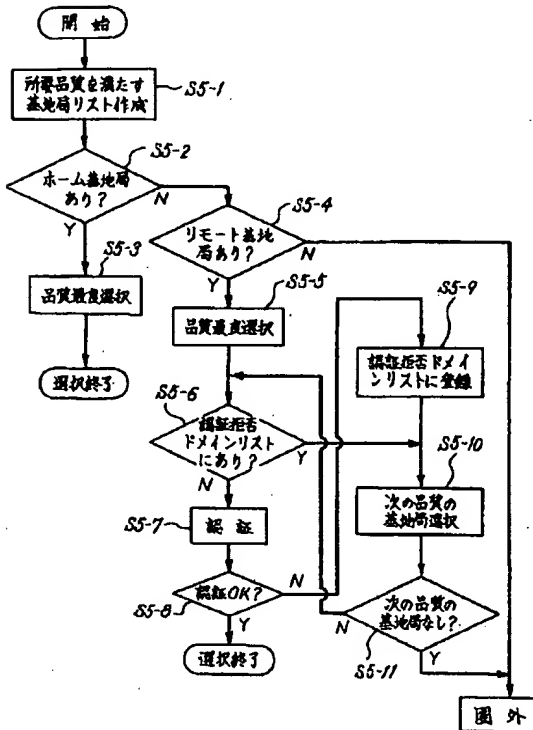 開始
所要品質を満たす
基地局リスト作成
S5-1
S5-2
ホーム基地局
あり?
N
Y
S5-3
品質最良選択
選択終了
S5-4
リモート基地
局あり?
N
Y
S5-5
品質最良選択
S5-6
認証拒否
ドメインリスト
にあり?
Y
N
S5-7
認証
S5-8
認証OK?
N
Y
選択終了
S5-9
認証拒否ドメ
インリストに登録
S5-10
次の品質の
基地局選択
次の品質の
基地局なし?
N
Y
S5-11
圏外